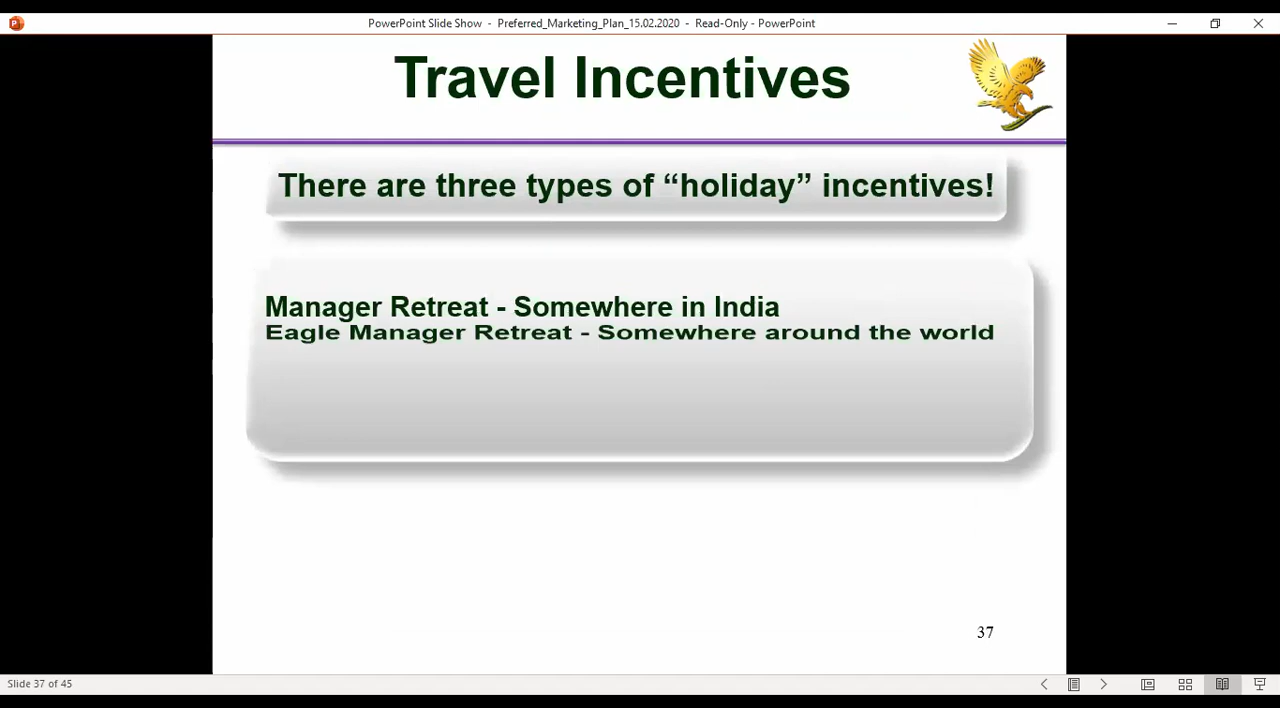 PowerPoint Slide Show - Preferred_Marketing_Plan_15.02.2020 - Read-Only - PowerPoint
Travel Incentives
There are three types of “holiday” incentives!
Manager Retreat - Somewhere in India
Eagle Manager Retreat - Somewhere around the world
37
Slide 37 of 45